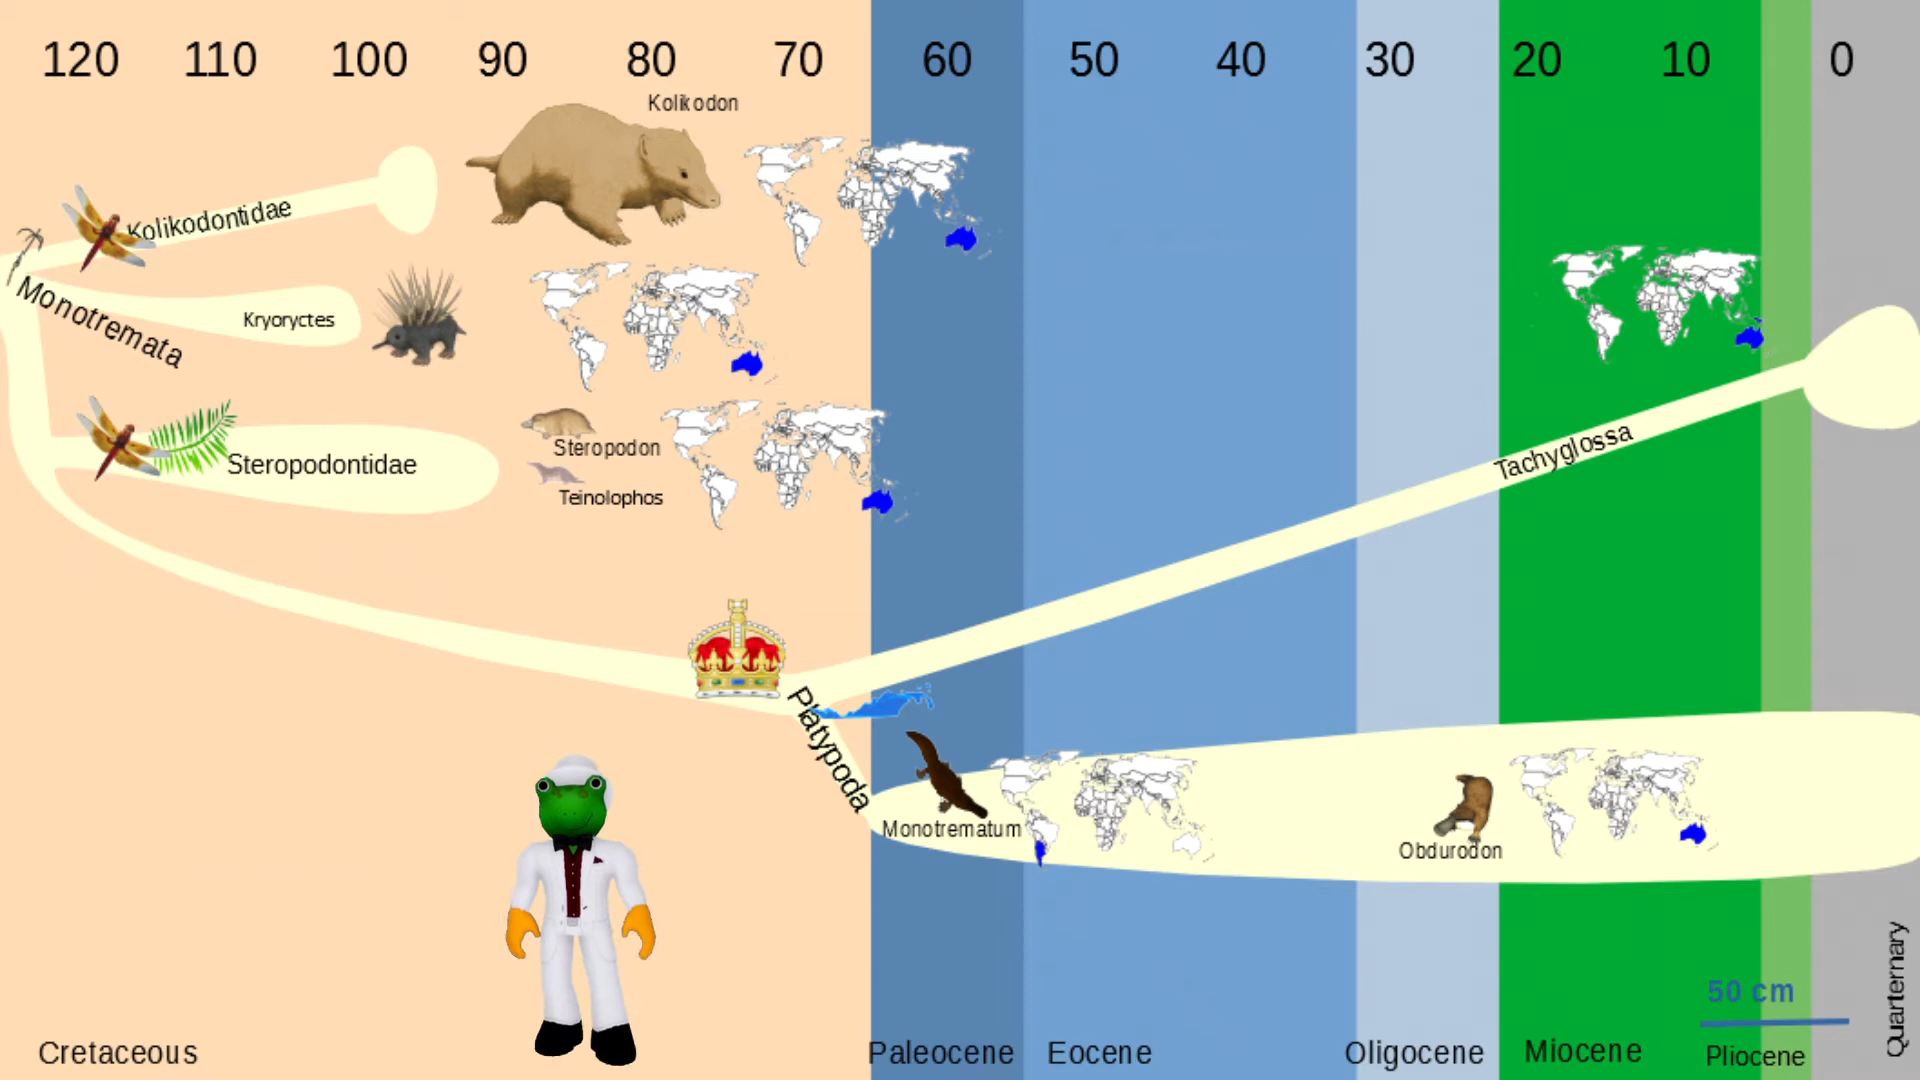 120 110 100 90 80 70 60 50 40 30 20 10 0
Kolikodon
Kolikodontidae
Monotremata
Kryoryctes
Steropodon
Steropodontidae
Teinolophos
Tachyglossa
Platypoda
Monotrematum
Obdurodon
50 cm
Quarternary
Cretaceous
Paleocene
Eocene
Oligocene
Miocene
Pliocene